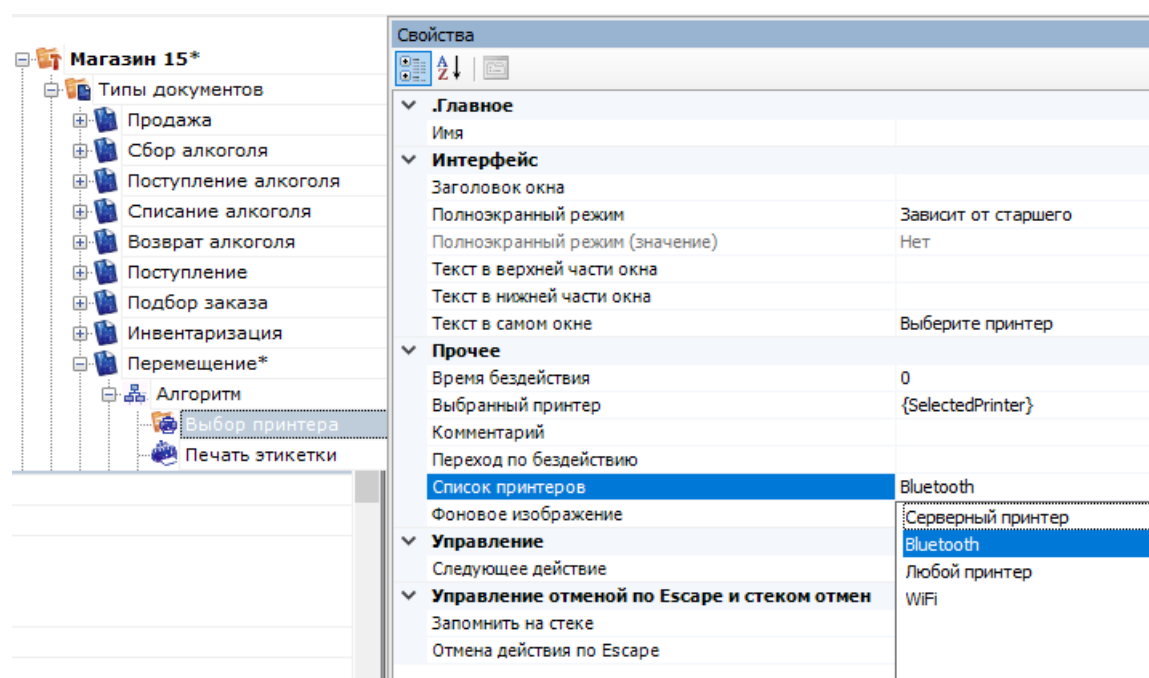 Магазин 15*
Типы документов
Продажа
Сбор алкоголя
Поступление алкоголя
Списание алкоголя
Возврат алкоголя
Поступление
Подбор заказа
Инвентаризация
Перемещение*
Алгоритм
Выбор принтера
Печать этикетки
Свойства
.Главное
Имя
Интерфейс
Заголовок окна
Полноэкранный режим Зависит от старшего
Полноэкранный режим (значение) Нет
Текст в верхней части окна
Текст в нижней части окна
Текст в самом окне Выберите принтер
Прочее
Время бездействия 0
Выбранный принтер {SelectedPrinter}
Комментарий
Переход по бездействию
Список принтеров Bluetooth
Фоновое изображение
Серверный принтер
Bluetooth
Любой принтер
WiFi
Управление
Следующее действие
Управление отменой по Escape и стеком отмен
Запомнить на стеке
Отмена действия по Escape